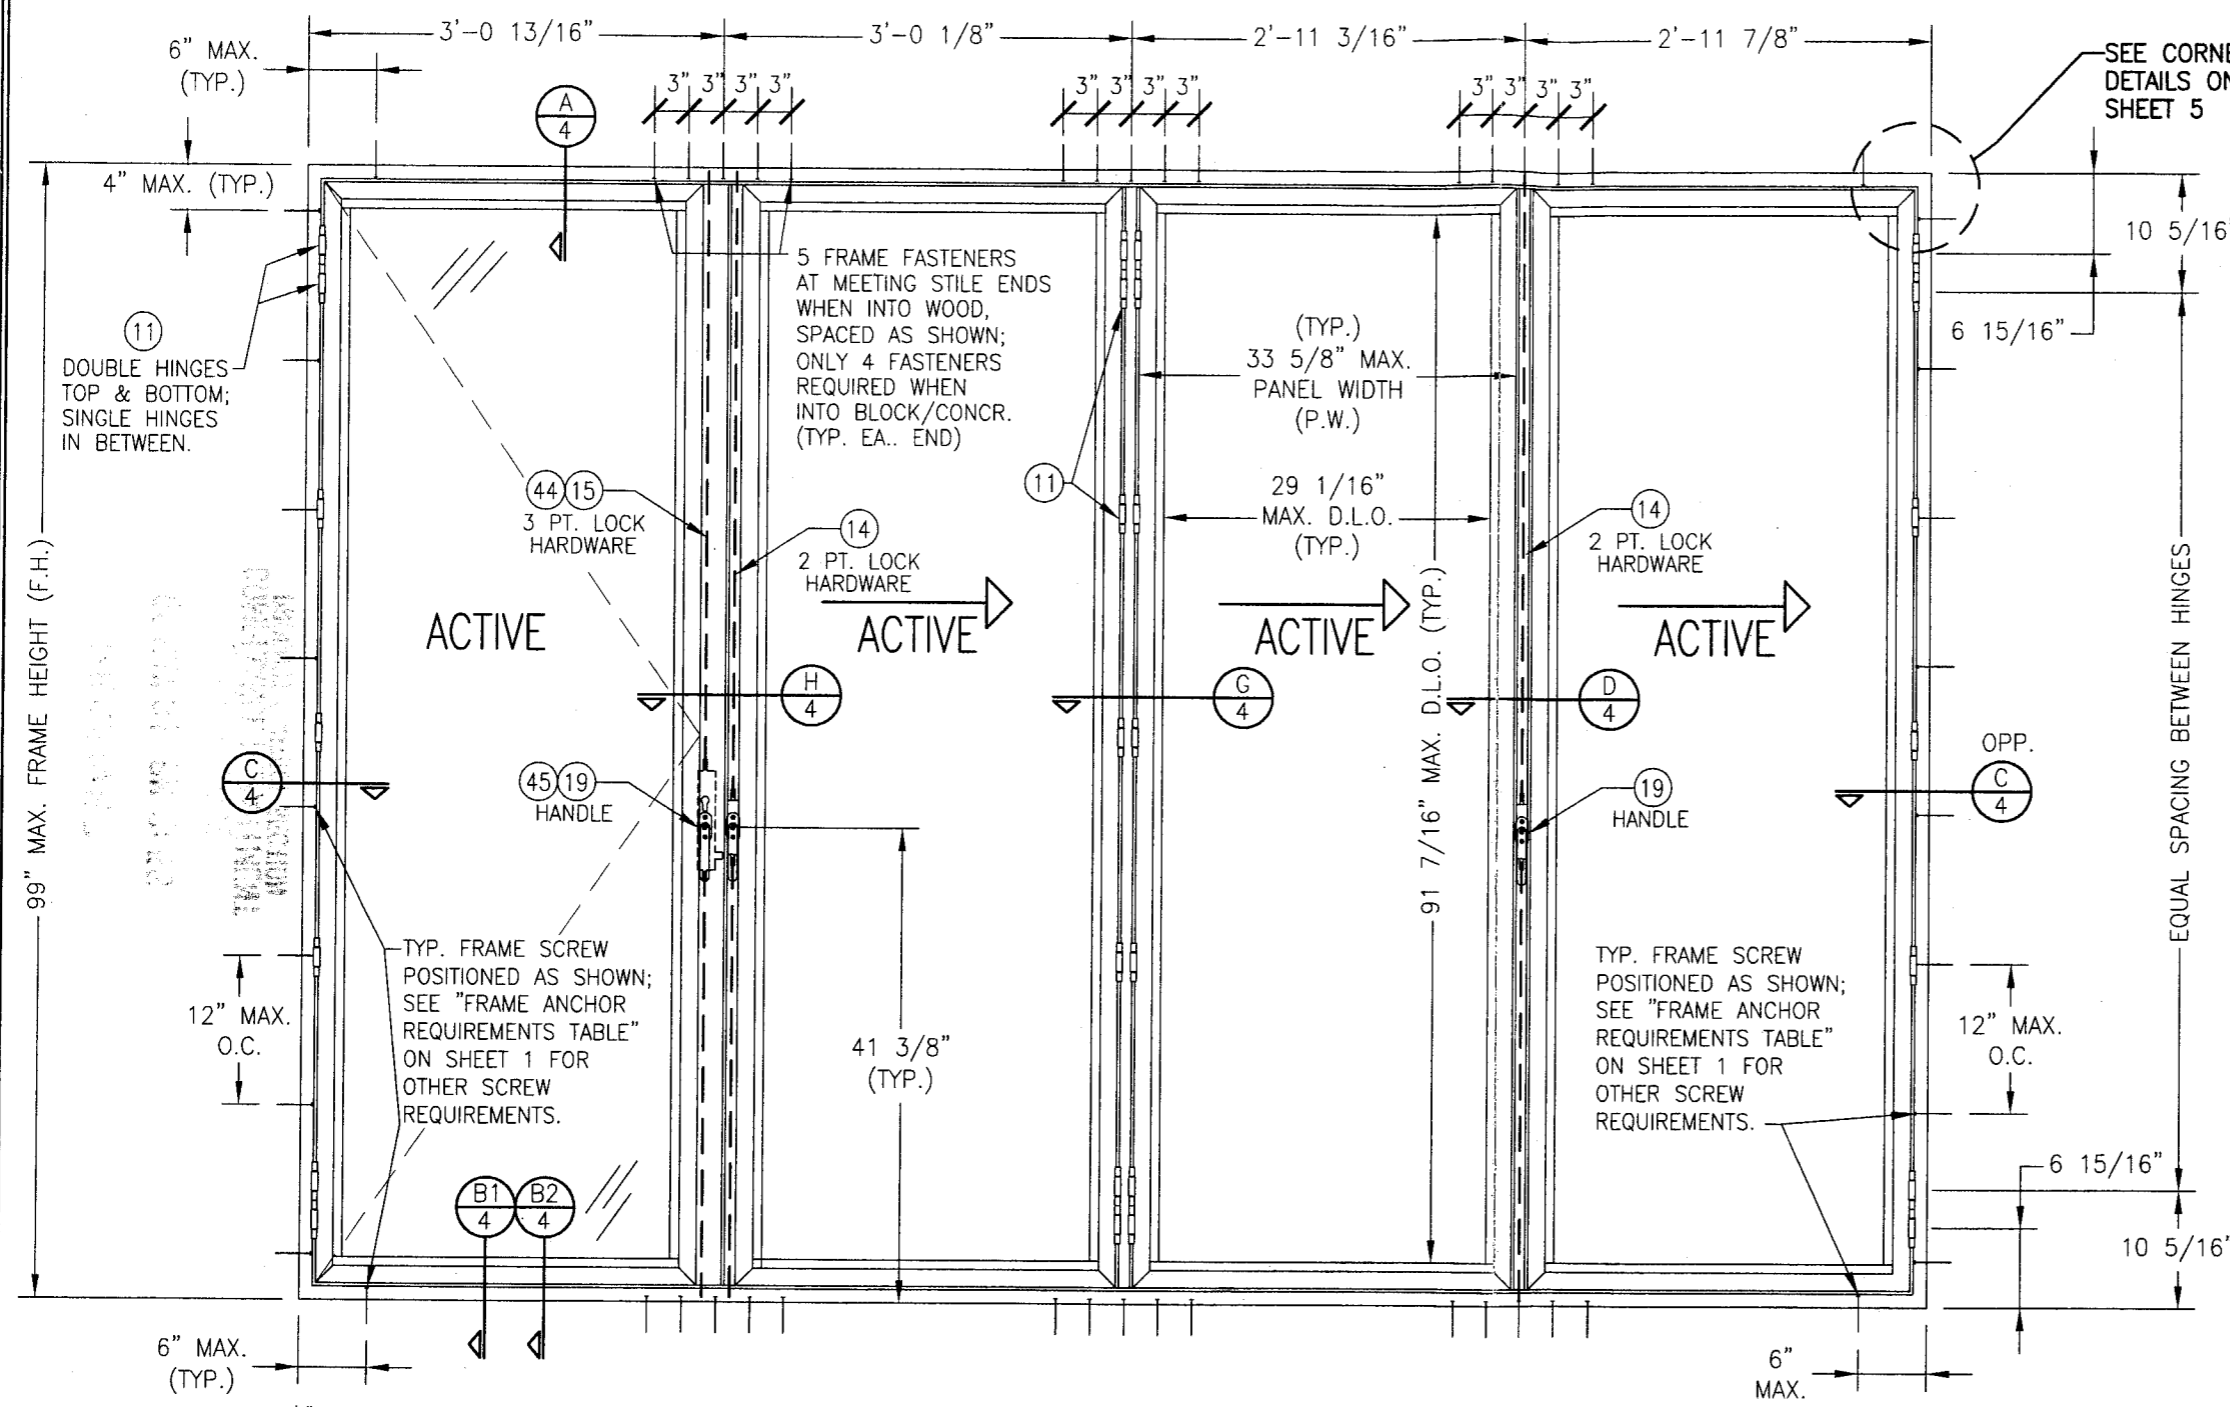 3'-0 13/16"
3'-0 1/8"
2'-11 3/16"
2'-11 7/8"
6" MAX.
(TYP.)
3" 3" 3" 3"
3" 3" 3" 3"
3" 3" 3" 3"
SEE CORNE
DETAILS ON
SHEET 5
A
4
4" MAX. (TYP.)
10 5/16"
6 15/16"
11
DOUBLE HINGES
TOP & BOTTOM;
SINGLE HINGES
IN BETWEEN.
5 FRAME FASTENERS
AT MEETING STILE ENDS
WHEN INTO WOOD,
SPACED AS SHOWN;
ONLY 4 FASTENERS
REQUIRED WHEN
INTO BLOCK/CONCR.
(TYP. EA.. END)
(TYP.)
33 5/8" MAX.
PANEL WIDTH
(P.W.)
44 15
3 PT. LOCK
HARDWARE
14
2 PT. LOCK
HARDWARE
11
29 1/16"
MAX. D.L.O.
(TYP.)
14
2 PT. LOCK
HARDWARE
99" MAX. FRAME HEIGHT (F.H.)
91 7/16" MAX. D.L.O. (TYP.)
EQUAL SPACING BETWEEN HINGES
ACTIVE
ACTIVE
ACTIVE
ACTIVE
H
4
G
4
D
4
C
4
OPP.
C
4
45 19
HANDLE
19
HANDLE
TYP. FRAME SCREW
POSITIONED AS SHOWN;
SEE "FRAME ANCHOR
REQUIREMENTS TABLE"
ON SHEET 1 FOR
OTHER SCREW
REQUIREMENTS.
41 3/8"
(TYP.)
TYP. FRAME SCREW
POSITIONED AS SHOWN;
SEE "FRAME ANCHOR
REQUIREMENTS TABLE"
ON SHEET 1 FOR
OTHER SCREW
REQUIREMENTS.
12" MAX.
O.C.
12" MAX.
O.C.
B1 B2
4 4
6 15/16"
10 5/16"
6" MAX.
(TYP.)
6"
MAX.